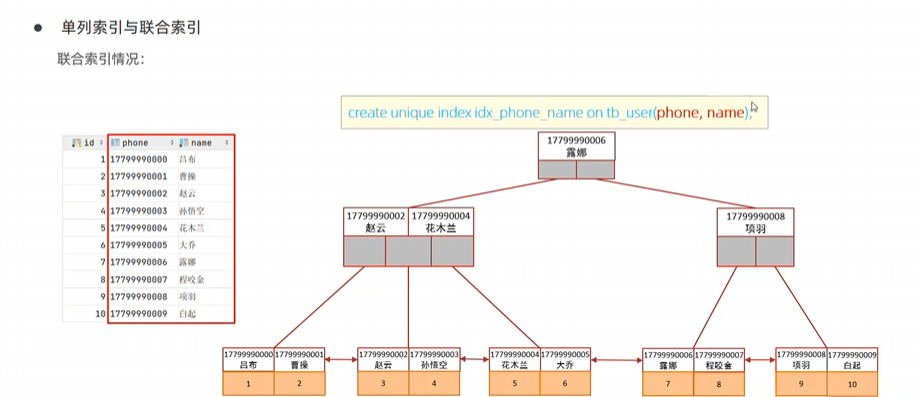 ● 单列索引与联合索引
联合索引情况：
create unique index idx_phone_name on tb_user(phone, name);
id phone name
1 17799990000 吕布
2 17799990001 曹操
3 17799990002 赵云
4 17799990003 孙悟空
5 17799990004 花木兰
6 17799990005 大乔
7 17799990006 露娜
8 17799990007 程咬金
9 17799990008 项羽
10 17799990009 白起
17799990006
露娜
17799990002 17799990004
赵云 花木兰
17799990008
项羽
17799990000 17799990001 17799990002 17799990003 17799990004 17799990005 17799990006 17799990007 17799990008 17799990009
吕布 曹操 赵云 孙悟空 花木兰 大乔 露娜 程咬金 项羽 白起
1 2 3 4 5 6 7 8 9 10